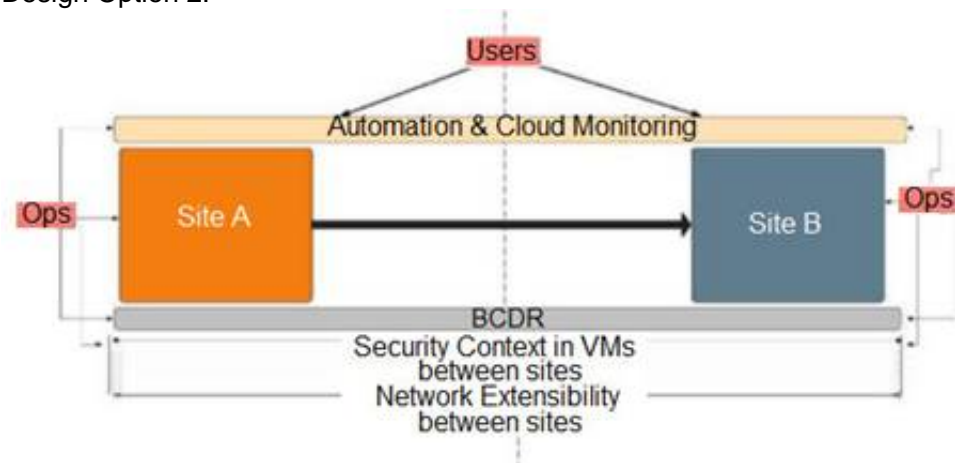 Design Option 2:
Users
Automation & Cloud Monitoring
Ops
Site A
Site B
Ops
BCDR
Security Context in VMs
between sites
Network Extensibility
between sites